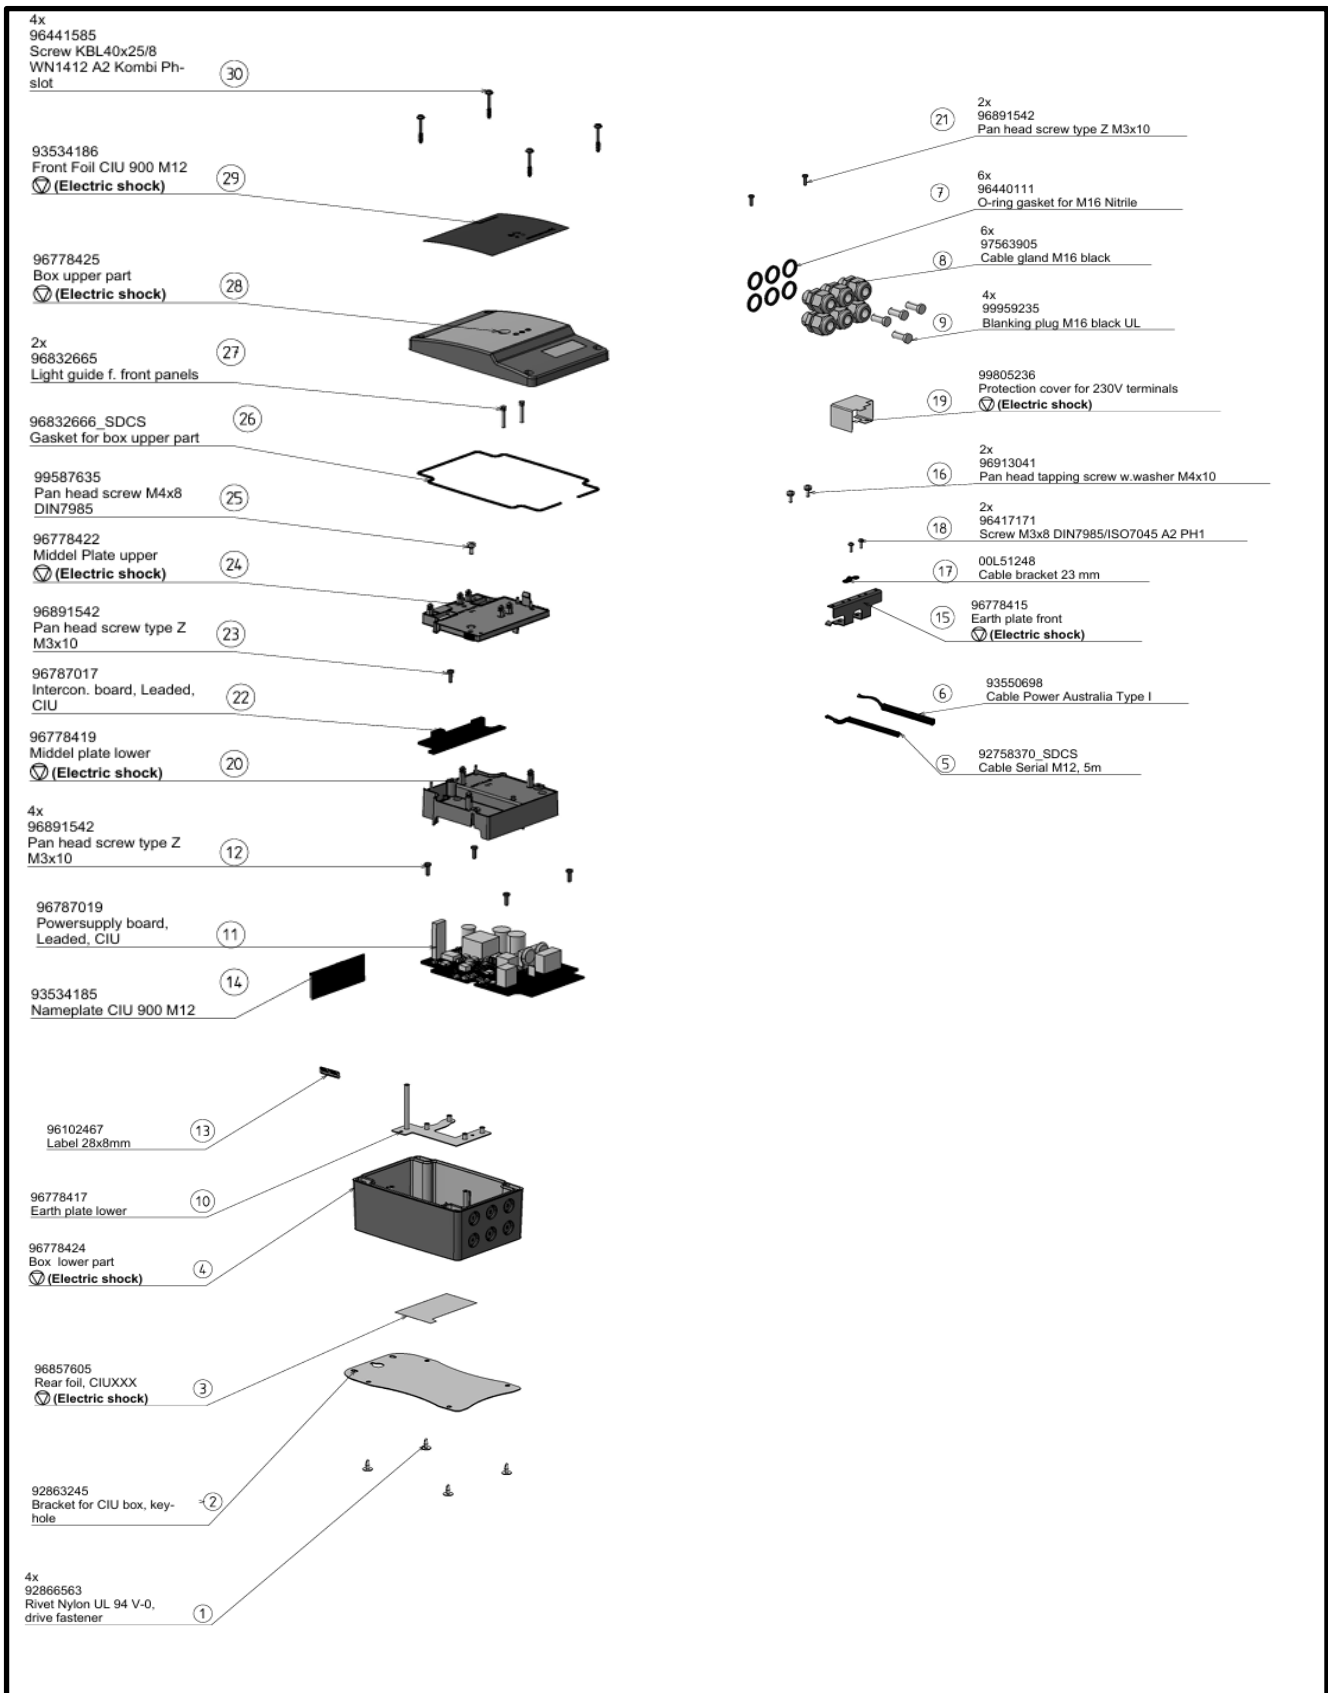 4x
96441585
Screw KBL40x25/8
WN1412 A2 Kombi Ph-
slot
30
93534186
Front Foil CIU 900 M12
(Electric shock)
29
96778425
Box upper part
(Electric shock)
28
2x
96832665
Light guide f. front panels
27
96832666_SDCS
Gasket for box upper part
26
99587635
Pan head screw M4x8
DIN7985
25
96778422
Middel Plate upper
(Electric shock)
24
96891542
Pan head screw type Z
M3x10
23
96787017
Intercon. board, Leaded,
CIU
22
96778419
Middel plate lower
(Electric shock)
20
4x
96891542
Pan head screw type Z
M3x10
12
96787019
Powersupply board,
Leaded, CIU
11
93534185
Nameplate CIU 900 M12
14
96102467
Label 28x8mm
13
96778417
Earth plate lower
10
96778424
Box  lower part
(Electric shock)
4
96857605
Rear foil, CIUXXX
(Electric shock)
3
92863245
Bracket for CIU box, key-
hole
2
4x
92866563
Rivet Nylon UL 94 V-0,
drive fastener
1
21
2x
96891542
Pan head screw type Z M3x10
7
6x
96440111
O-ring gasket for M16 Nitrile
8
6x
97563905
Cable gland M16 black
9
4x
99959235
Blanking plug M16 black UL
19
99805236
Protection cover for 230V terminals
(Electric shock)
16
2x
96913041
Pan head tapping screw w.washer M4x10
18
2x
96417171
Screw M3x8 DIN7985/ISO7045 A2 PH1
17
00L51248
Cable bracket 23 mm
15
96778415
Earth plate front
(Electric shock)
6
93550698
Cable Power Australia Type I
5
92758370_SDCS
Cable Serial M12, 5m